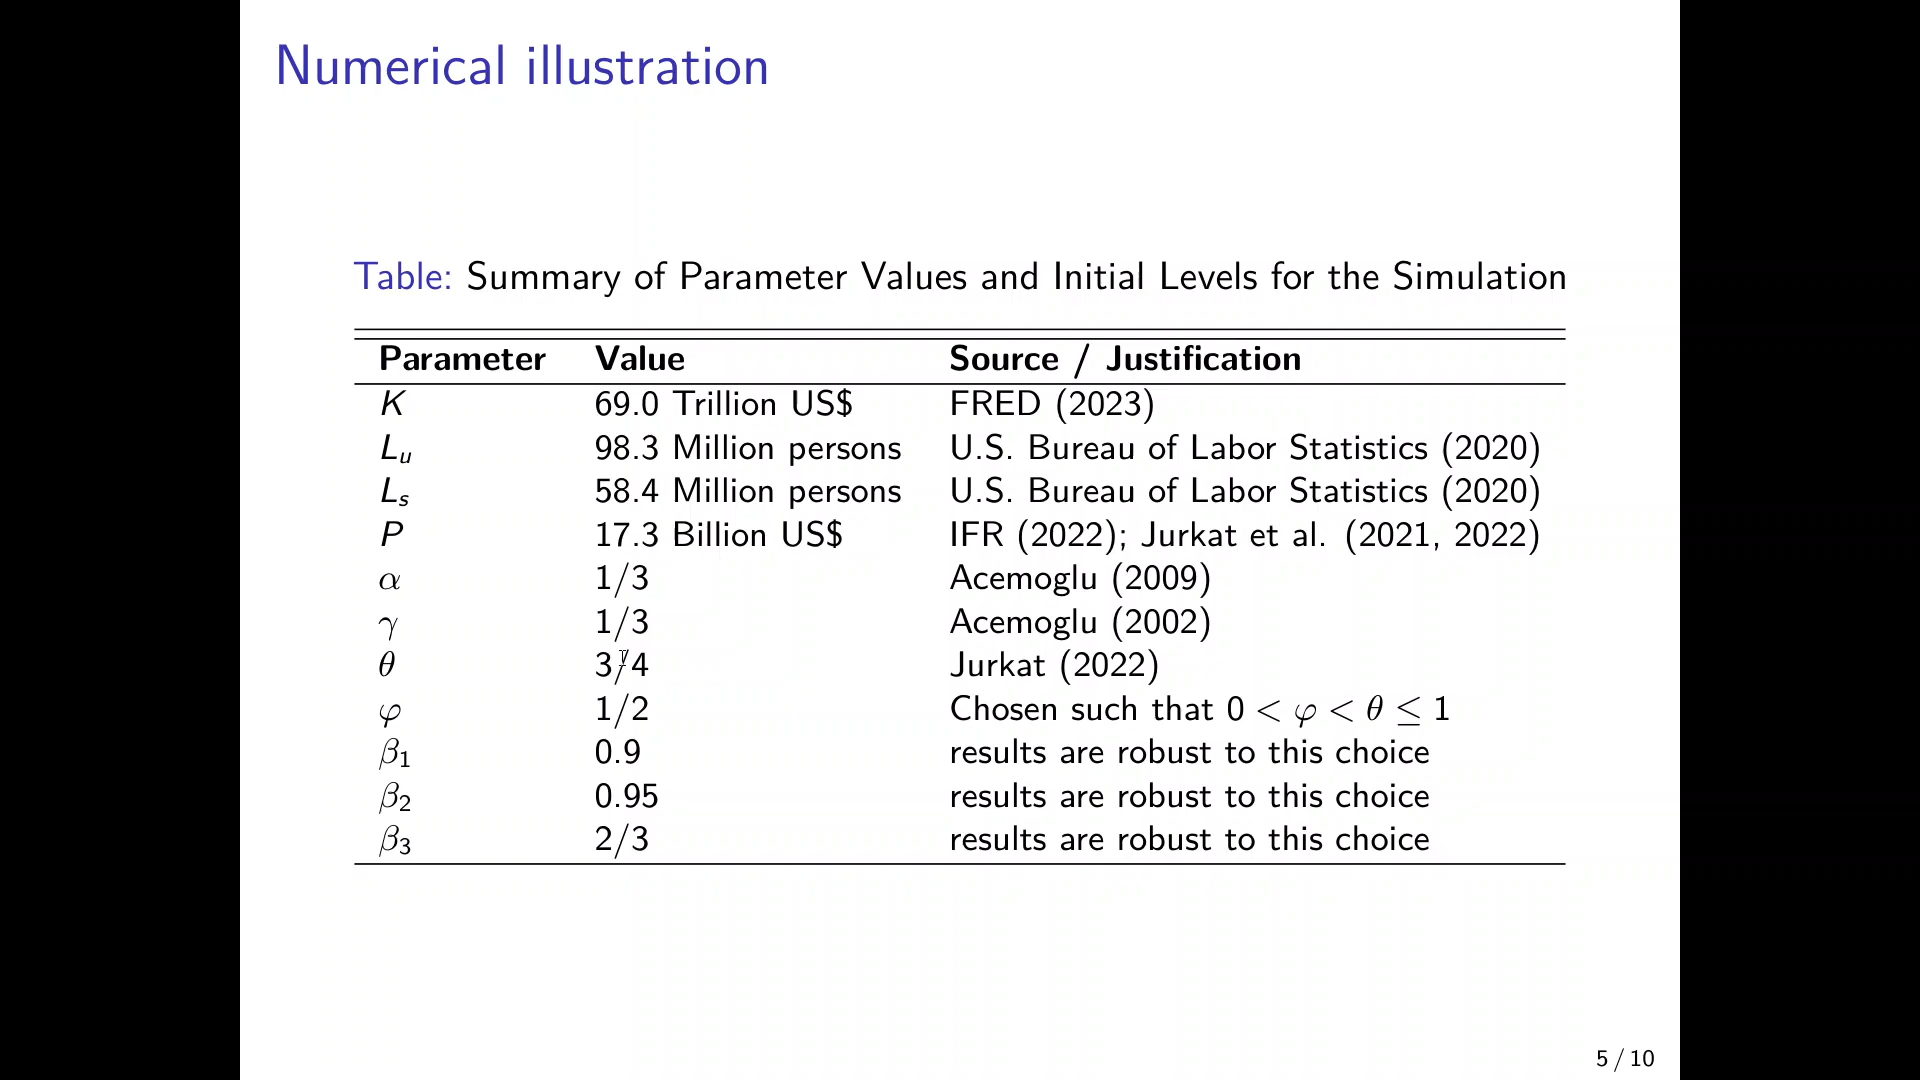 Numerical illustration
Table: Summary of Parameter Values and Initial Levels for the Simulation
Parameter Value Source / Justification
K 69.0 Trillion US$ FRED (2023)
L_u 98.3 Million persons U.S. Bureau of Labor Statistics (2020)
L_s 58.4 Million persons U.S. Bureau of Labor Statistics (2020)
P 17.3 Billion US$ IFR (2022); Jurkat et al. (2021, 2022)
α 1/3 Acemoglu (2009)
γ 1/3 Acemoglu (2002)
θ 3/4 Jurkat (2022)
φ 1/2 Chosen such that 0 < φ < θ ≤ 1
β₁ 0.9 results are robust to this choice
β₂ 0.95 results are robust to this choice
β₃ 2/3 results are robust to this choice
5 / 10